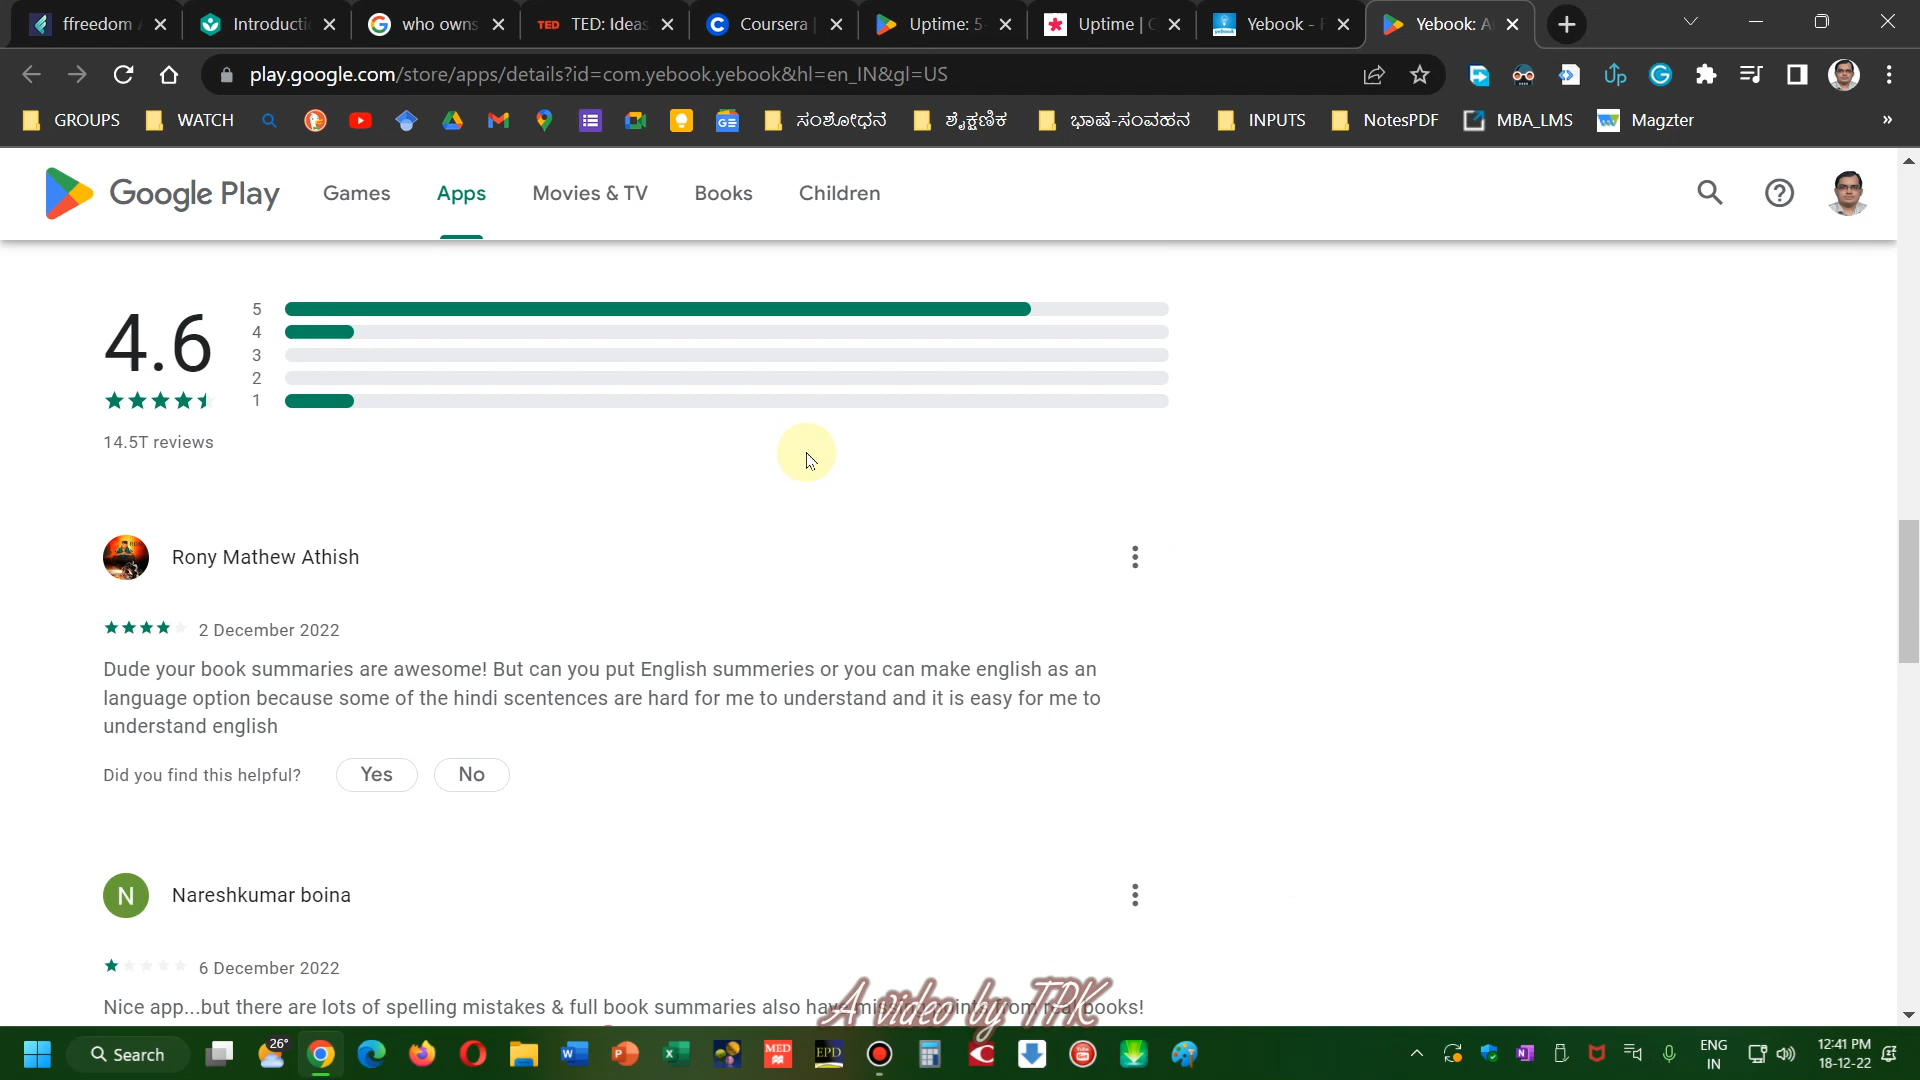 ffreedom
Introducti
who owns
TED TED: Ideas
Coursera
Uptime: 5-
Uptime |
Yebook -
Yebook: A
play.google.com/store/apps/details?id=com.yebook.yebook&hl=en_IN&gl=US
GROUPS
WATCH
ಸಂಶೋಧನೆ
ಶೈಕ್ಷಣಿಕ
ಭಾಷೆ-ಸಂವಹನ
INPUTS
NotesPDF
MBA_LMS
Magzter
»
Google Play
Games
Apps
Movies & TV
Books
Children
4.6
5
4
3
2
1
14.5T reviews
Rony Mathew Athish
2 December 2022
Dude your book summaries are awesome! But can you put English summeries or you can make english as an
language option because some of the hindi scentences are hard for me to understand and it is easy for me to
understand english
Did you find this helpful?
Yes
No
N
Nareshkumar boina
6 December 2022
Nice app...but there are lots of spelling mistakes & full book summaries also have missing points from real books!
A video by TPK
Search
26°
MED
EPD
ENG
IN
12:41 PM
18-12-22